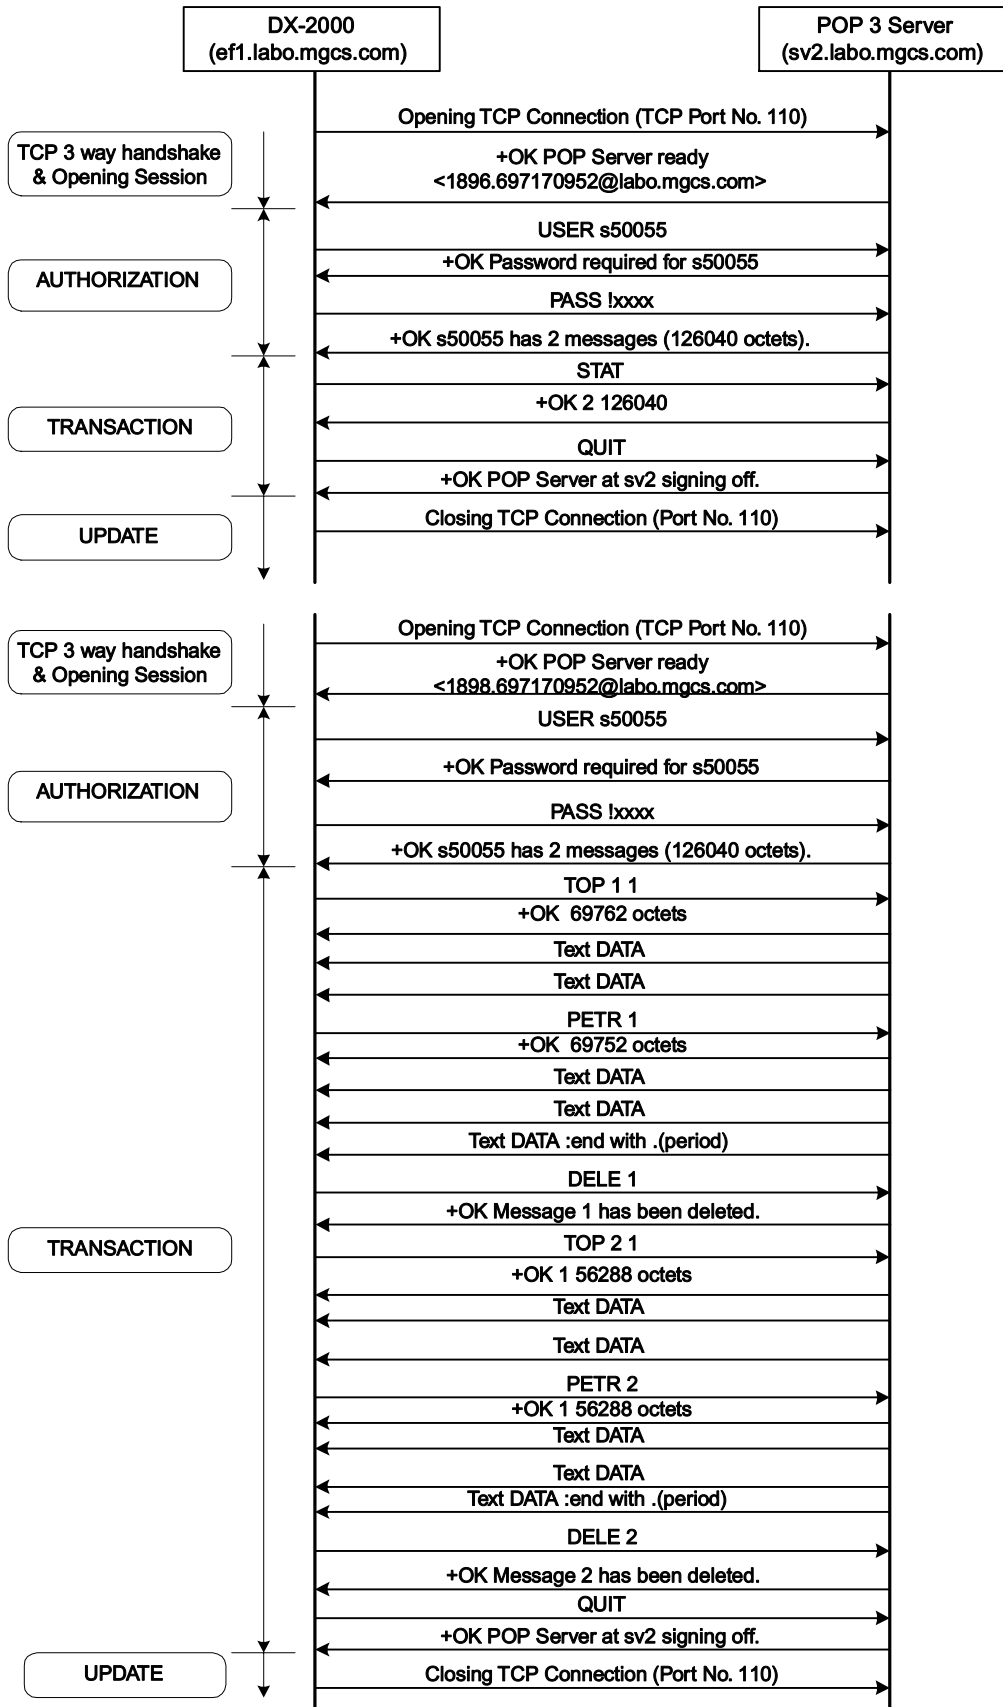 DX-2000
(ef1.labo.mgcs.com)
POP 3 Server
(sv2.labo.mgcs.com)
Opening TCP Connection (TCP Port No. 110)
TCP 3 way handshake
& Opening Session
+OK POP Server ready
<1896.697170952@labo.mgcs.com>
USER s50055
+OK Password required for s50055
AUTHORIZATION
PASS !xxxx
+OK s50055 has 2 messages (126040 octets).
STAT
+OK 2 126040
TRANSACTION
QUIT
+OK POP Server at sv2 signing off.
Closing TCP Connection (Port No. 110)
UPDATE
Opening TCP Connection (TCP Port No. 110)
TCP 3 way handshake
& Opening Session
+OK POP Server ready
<1898.697170952@labo.mgcs.com>
USER s50055
+OK Password required for s50055
AUTHORIZATION
PASS !xxxx
+OK s50055 has 2 messages (126040 octets).
TOP 1 1
+OK  69762 octets
Text DATA
Text DATA
PETR 1
+OK  69752 octets
Text DATA
Text DATA
Text DATA :end with .(period)
DELE 1
+OK Message 1 has been deleted.
TOP 2 1
TRANSACTION
+OK 1 56288 octets
Text DATA
Text DATA
PETR 2
+OK 1 56288 octets
Text DATA
Text DATA
Text DATA :end with .(period)
DELE 2
+OK Message 2 has been deleted.
QUIT
+OK POP Server at sv2 signing off.
UPDATE
Closing TCP Connection (Port No. 110)